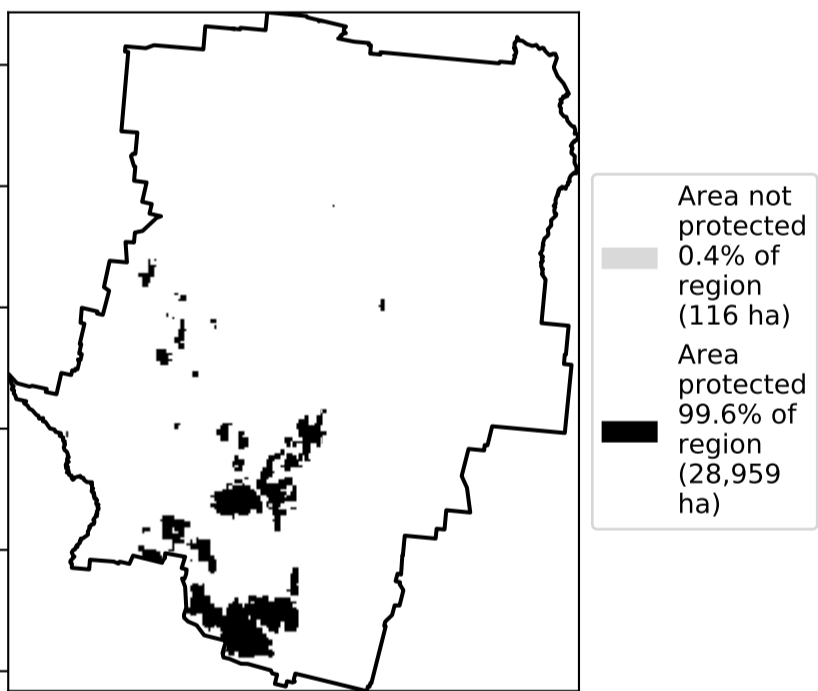 Area not
protected
0.4% of
region
(116 ha)
Area
protected
99.6% of
region
(28,959
ha)